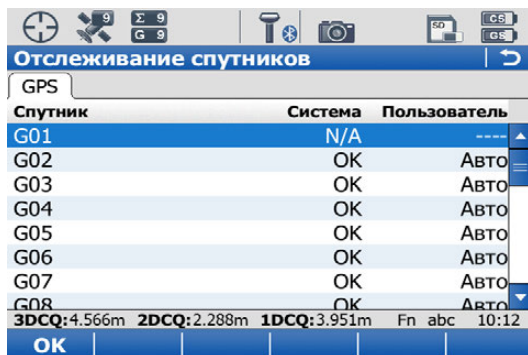 9 Σ 9 SD CS
G 9 GS
Отслеживание спутников
GPS
Спутник Система Пользователь
G01 N/A ----
G02 OK Авто
G03 OK Авто
G04 OK Авто
G05 OK Авто
G06 OK Авто
G07 OK Авто
G08 OK Авто
3DCQ:4.566m 2DCQ:2.288m 1DCQ:3.951m Fn abc 10:12
OK